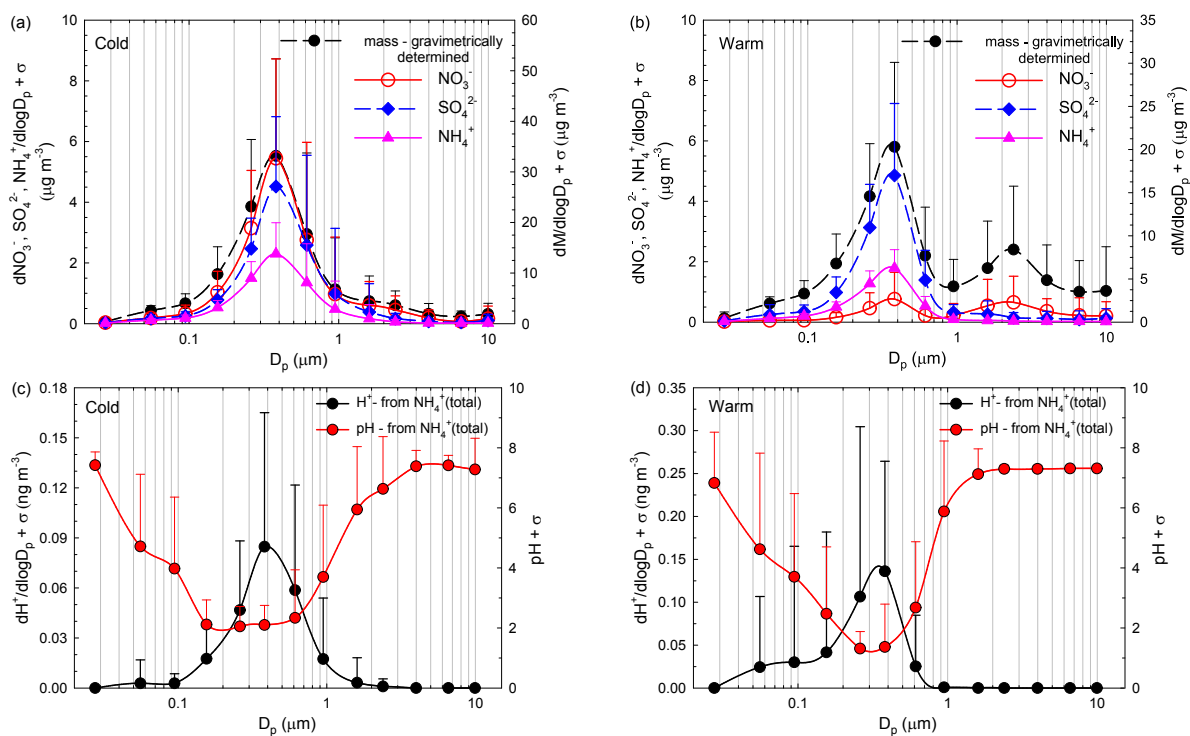 (a)
Cold
mass - gravimetrically
determined
NO₃⁻
SO₄²⁻
NH₄⁺
dNO₃⁻, SO₄²⁻, NH₄⁺/dlogDₚ + σ
(µg m⁻³)
10
8
6
4
2
0
dM/dlogDₚ + σ (µg m⁻³)
60
50
40
30
20
10
0
0.1
1
10
Dₚ (µm)
(b)
Warm
mass - gravimetrically
determined
NO₃⁻
SO₄²⁻
NH₄⁺
dNO₃⁻, SO₄²⁻, NH₄⁺/dlogDₚ + σ
(µg m⁻³)
10
8
6
4
2
0
dM/dlogDₚ + σ (µg m⁻³)
35
30
25
20
15
10
5
0
0.1
1
10
Dₚ (µm)
(c)
Cold
H⁺- from NH₄⁺(total)
pH - from NH₄⁺(total)
dH⁺/dlogDₚ + σ (ng m⁻³)
0.18
0.15
0.12
0.09
0.06
0.03
0.00
pH + σ
10
8
6
4
2
0
0.1
1
10
Dₚ (µm)
(d)
Warm
H⁺- from NH₄⁺(total)
pH - from NH₄⁺(total)
dH⁺/dlogDₚ + σ (ng m⁻³)
0.35
0.30
0.25
0.20
0.15
0.10
0.05
0.00
pH + σ
10
8
6
4
2
0
0.1
1
10
Dₚ (µm)